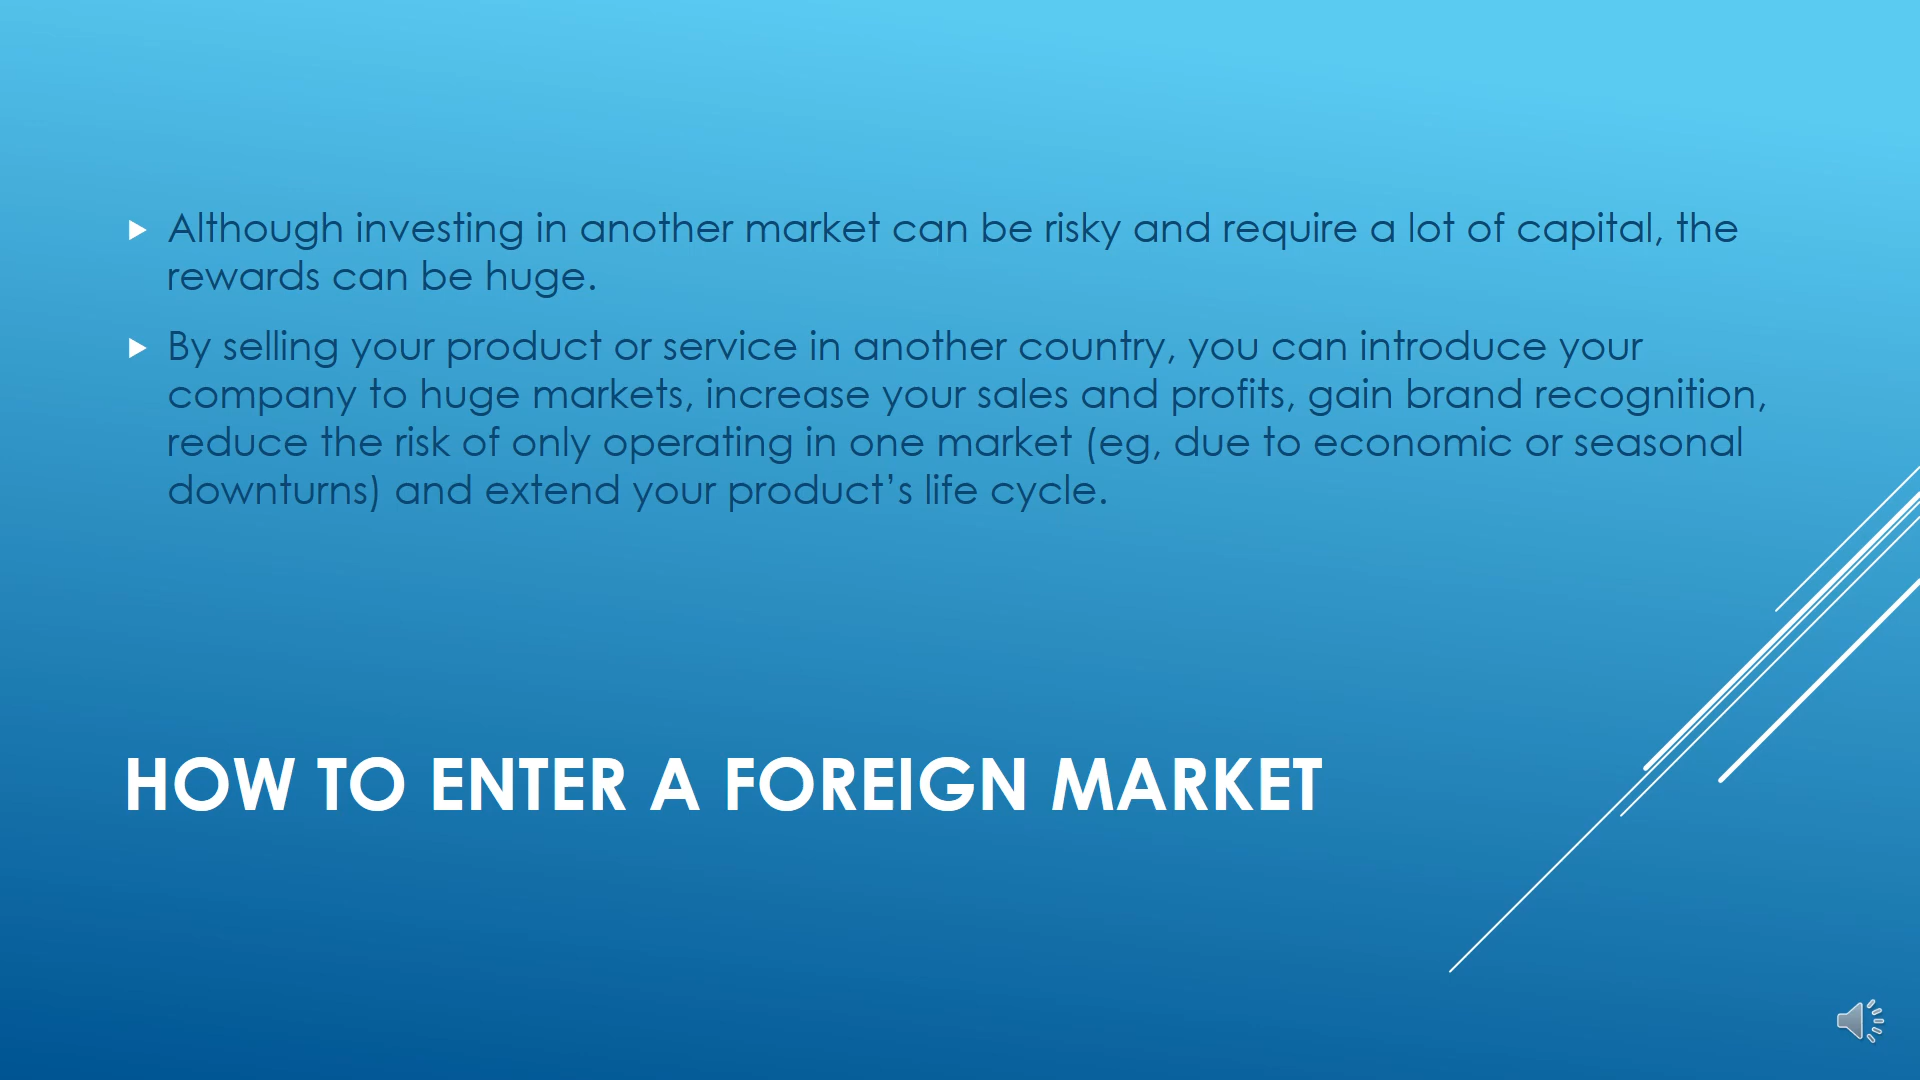 Although investing in another market can be risky and require a lot of capital, the
rewards can be huge.
By selling your product or service in another country, you can introduce your
company to huge markets, increase your sales and profits, gain brand recognition,
reduce the risk of only operating in one market (eg, due to economic or seasonal
downturns) and extend your product’s life cycle.
HOW TO ENTER A FOREIGN MARKET